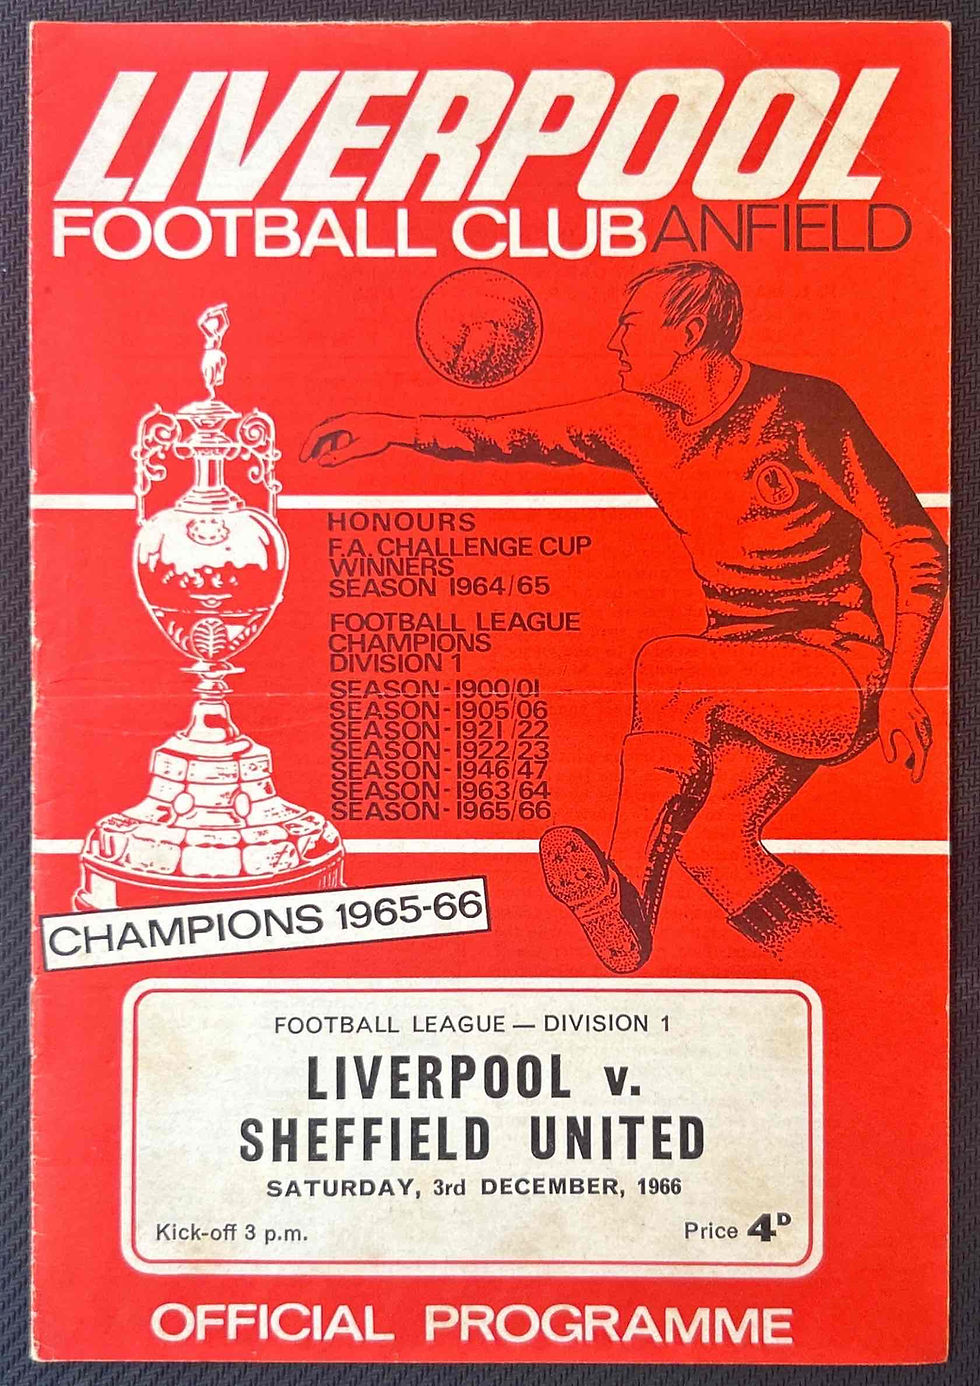 LIVERPOOL
FOOTBALL CLUB ANFIELD
HONOURS
F.A. CHALLENGE CUP
WINNERS
SEASON 1964/65
FOOTBALL LEAGUE
CHAMPIONS
DIVISION 1
SEASON-1900/01
SEASON-1905/06
SEASON-1921/22
SEASON-1922/23
SEASON-1946/47
SEASON-1963/64
SEASON-1965/66
CHAMPIONS 1965-66
FOOTBALL LEAGUE — DIVISION 1
LIVERPOOL v.
SHEFFIELD UNITED
SATURDAY, 3rd DECEMBER, 1966
Kick-off 3 p.m. Price 4D
OFFICIAL PROGRAMME